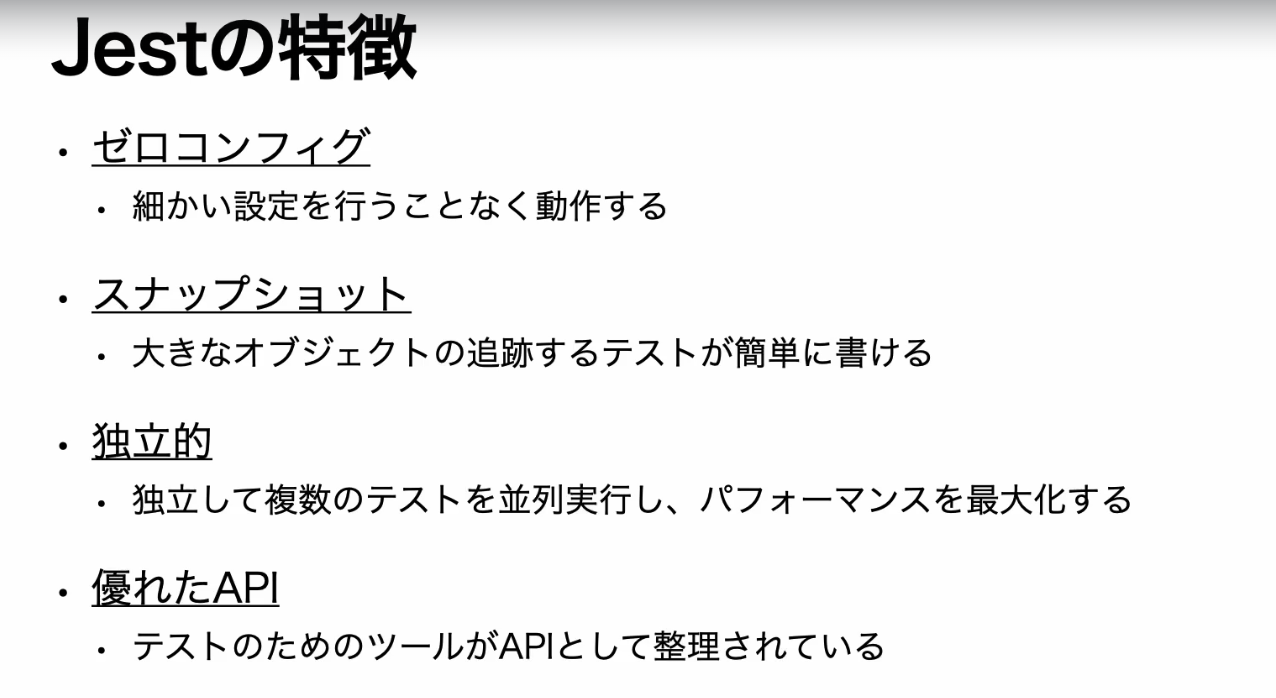 Jestの特徴
・ゼロコンフィグ
・細かい設定を行うことなく動作する
・スナップショット
・大きなオブジェクトの追跡するテストが簡単に書ける
・独立的
・独立して複数のテストを並列実行し、パフォーマンスを最大化する
・優れたAPI
・テストのためのツールがAPIとして整理されている